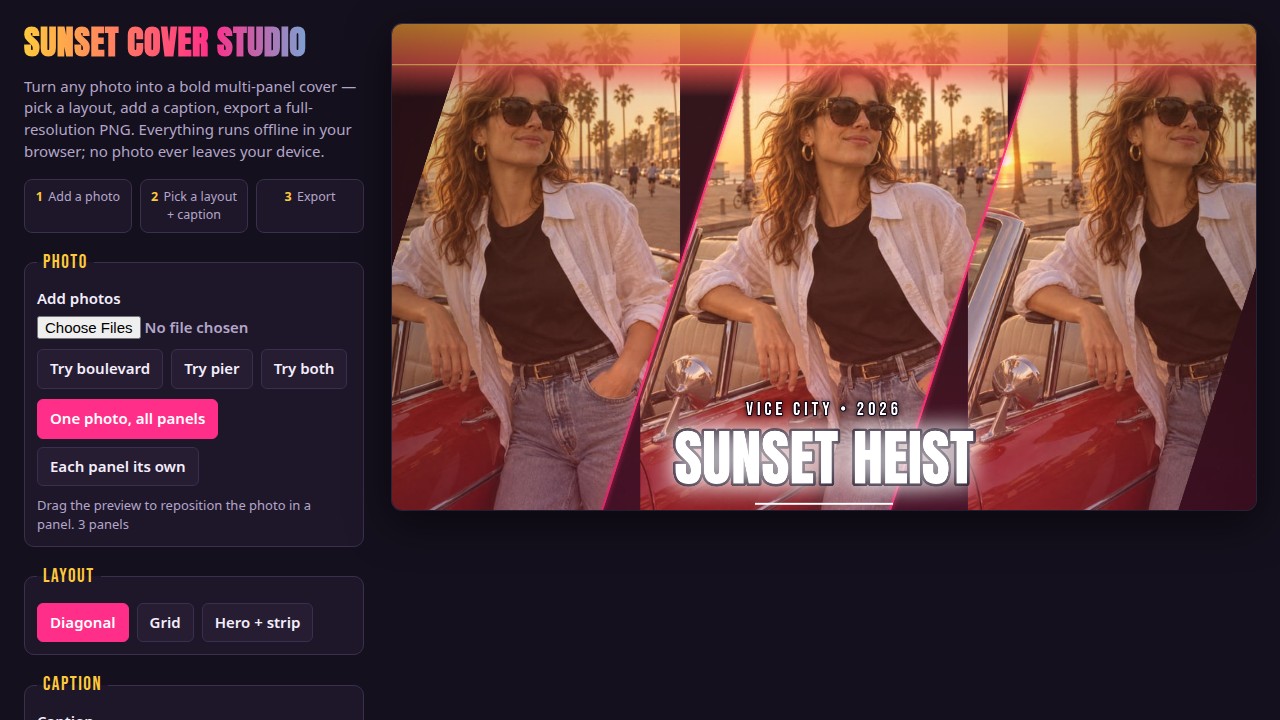 SUNSET COVER STUDIO
Turn any photo into a bold multi-panel cover —
pick a layout, add a caption, export a full-
resolution PNG. Everything runs offline in your
browser; no photo ever leaves your device.
1 Add a photo
2 Pick a layout
+ caption
3 Export
PHOTO
Add photos
Choose Files No file chosen
Try boulevard
Try pier
Try both
One photo, all panels
Each panel its own
Drag the preview to reposition the photo in a
panel. 3 panels
LAYOUT
Diagonal
Grid
Hero + strip
CAPTION
VICE CITY • 2026
SUNSET HEIST